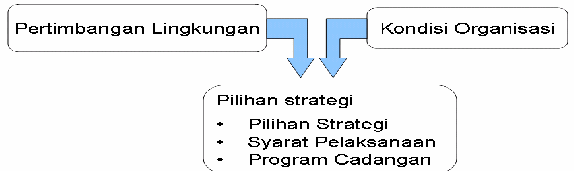 Pertimbangan Lingkungan
Kondisi Organisasi
Pilihan strategi
• Pilihan Strategi
• Syarat Pelaksanaan
• Program Cadangan